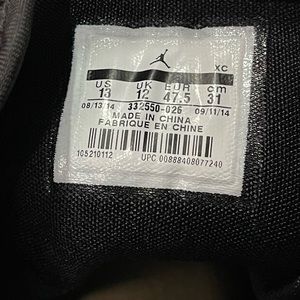 XC
US UK EUR cm
13 12 47.5 31
08/13/14 332550-026 09/11/14
MADE IN CHINA
FABRIQUE EN CHINE
105210112 UPC 00888408077240